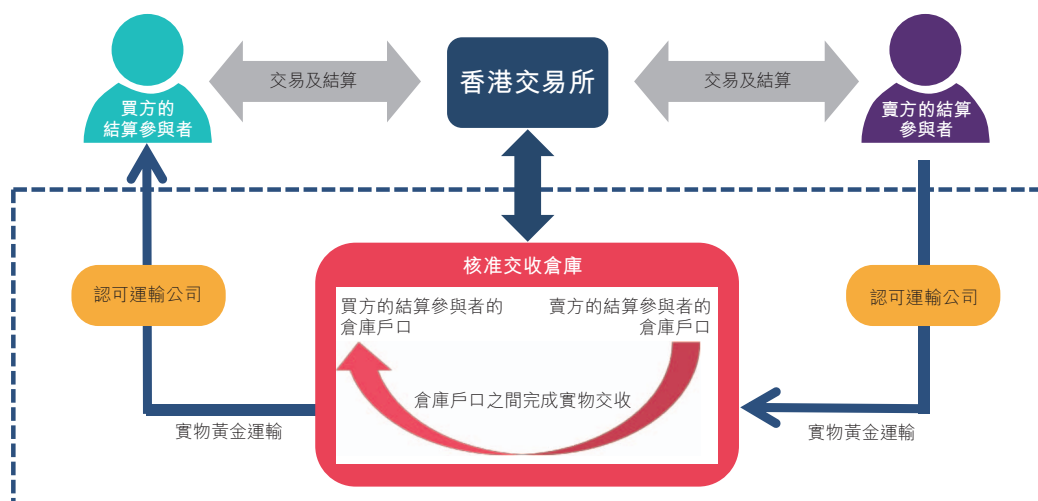 交易及結算
香港交易所
交易及結算
買方的
結算參與者
賣方的結算
參與者
認可運輸公司
核准交收倉庫
認可運輸公司
買方的結算參與者的
倉庫戶口
賣方的結算參與者的
倉庫戶口
倉庫戶口之間完成實物交收
實物黃金運輸
實物黃金運輸